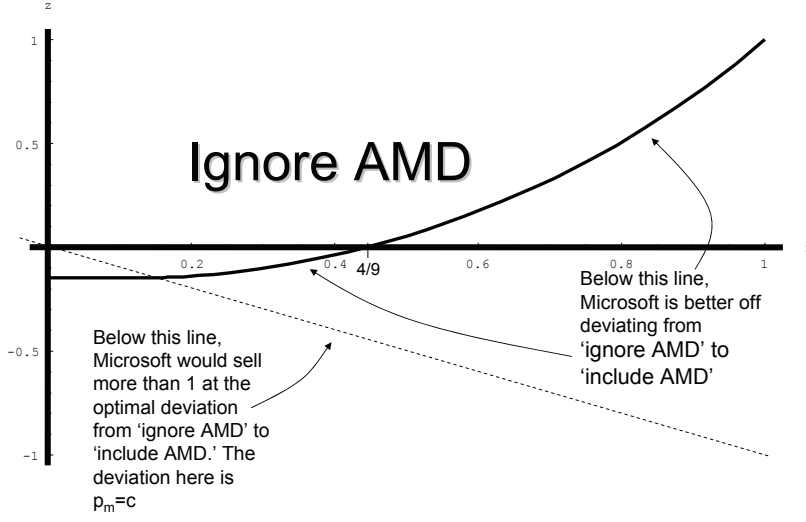 z
1
0.5
Ignore AMD
0.2
0.4
4/9
0.6
0.8
1
Below this line,
Microsoft is better off
deviating from
‘ignore AMD’ to
‘include AMD’
-0.5
Below this line,
Microsoft would sell
more than 1 at the
optimal deviation
from ‘ignore AMD’ to
‘include AMD.’ The
deviation here is
pₘ=c
-1